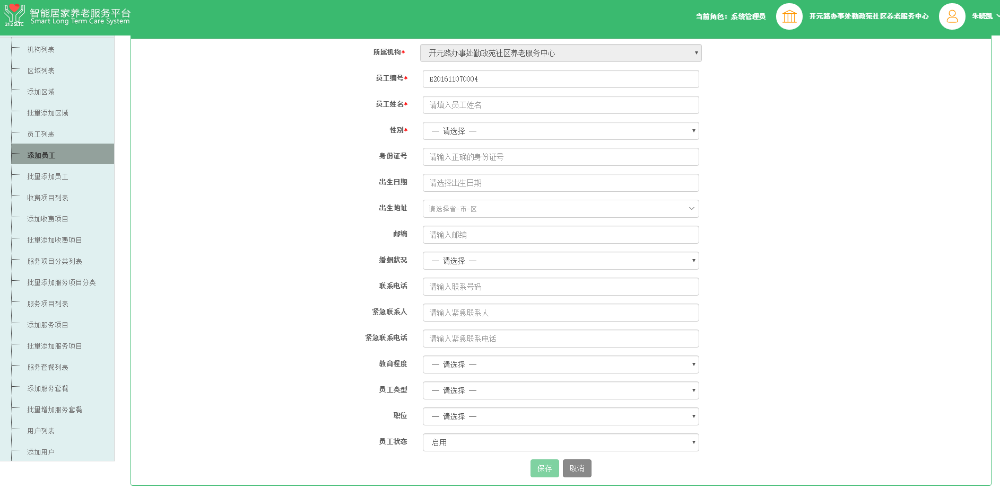 智能居家养老服务平台
Smart Long Term Care System
212 SLTC
当前角色：系统管理员
开元路办事处勤政苑社区养老服务中心
朱晓凯
机构列表
区域列表
添加区域
批量添加区域
员工列表
添加员工
批量添加员工
收费项目列表
添加收费项目
批量添加收费项目
服务项目分类列表
批量添加服务项目分类
服务项目列表
添加服务项目
批量添加服务项目
服务套餐列表
添加服务套餐
批量增加服务套餐
用户列表
添加用户
所属机构* 开元路办事处勤政苑社区养老服务中心
员工编号* E201611070004
员工姓名* 请填入员工姓名
性别* — 请选择 —
身份证号 请输入正确的身份证号
出生日期 请选择出生日期
出生地址 请选择省-市-区
邮编 请输入邮编
婚姻状况 — 请选择 —
联系电话 请输入联系号码
紧急联系人 请输入紧急联系人
紧急联系电话 请输入紧急联系电话
教育程度 — 请选择 —
员工类型 — 请选择 —
职位 — 请选择 —
员工状态 启用
保存 取消